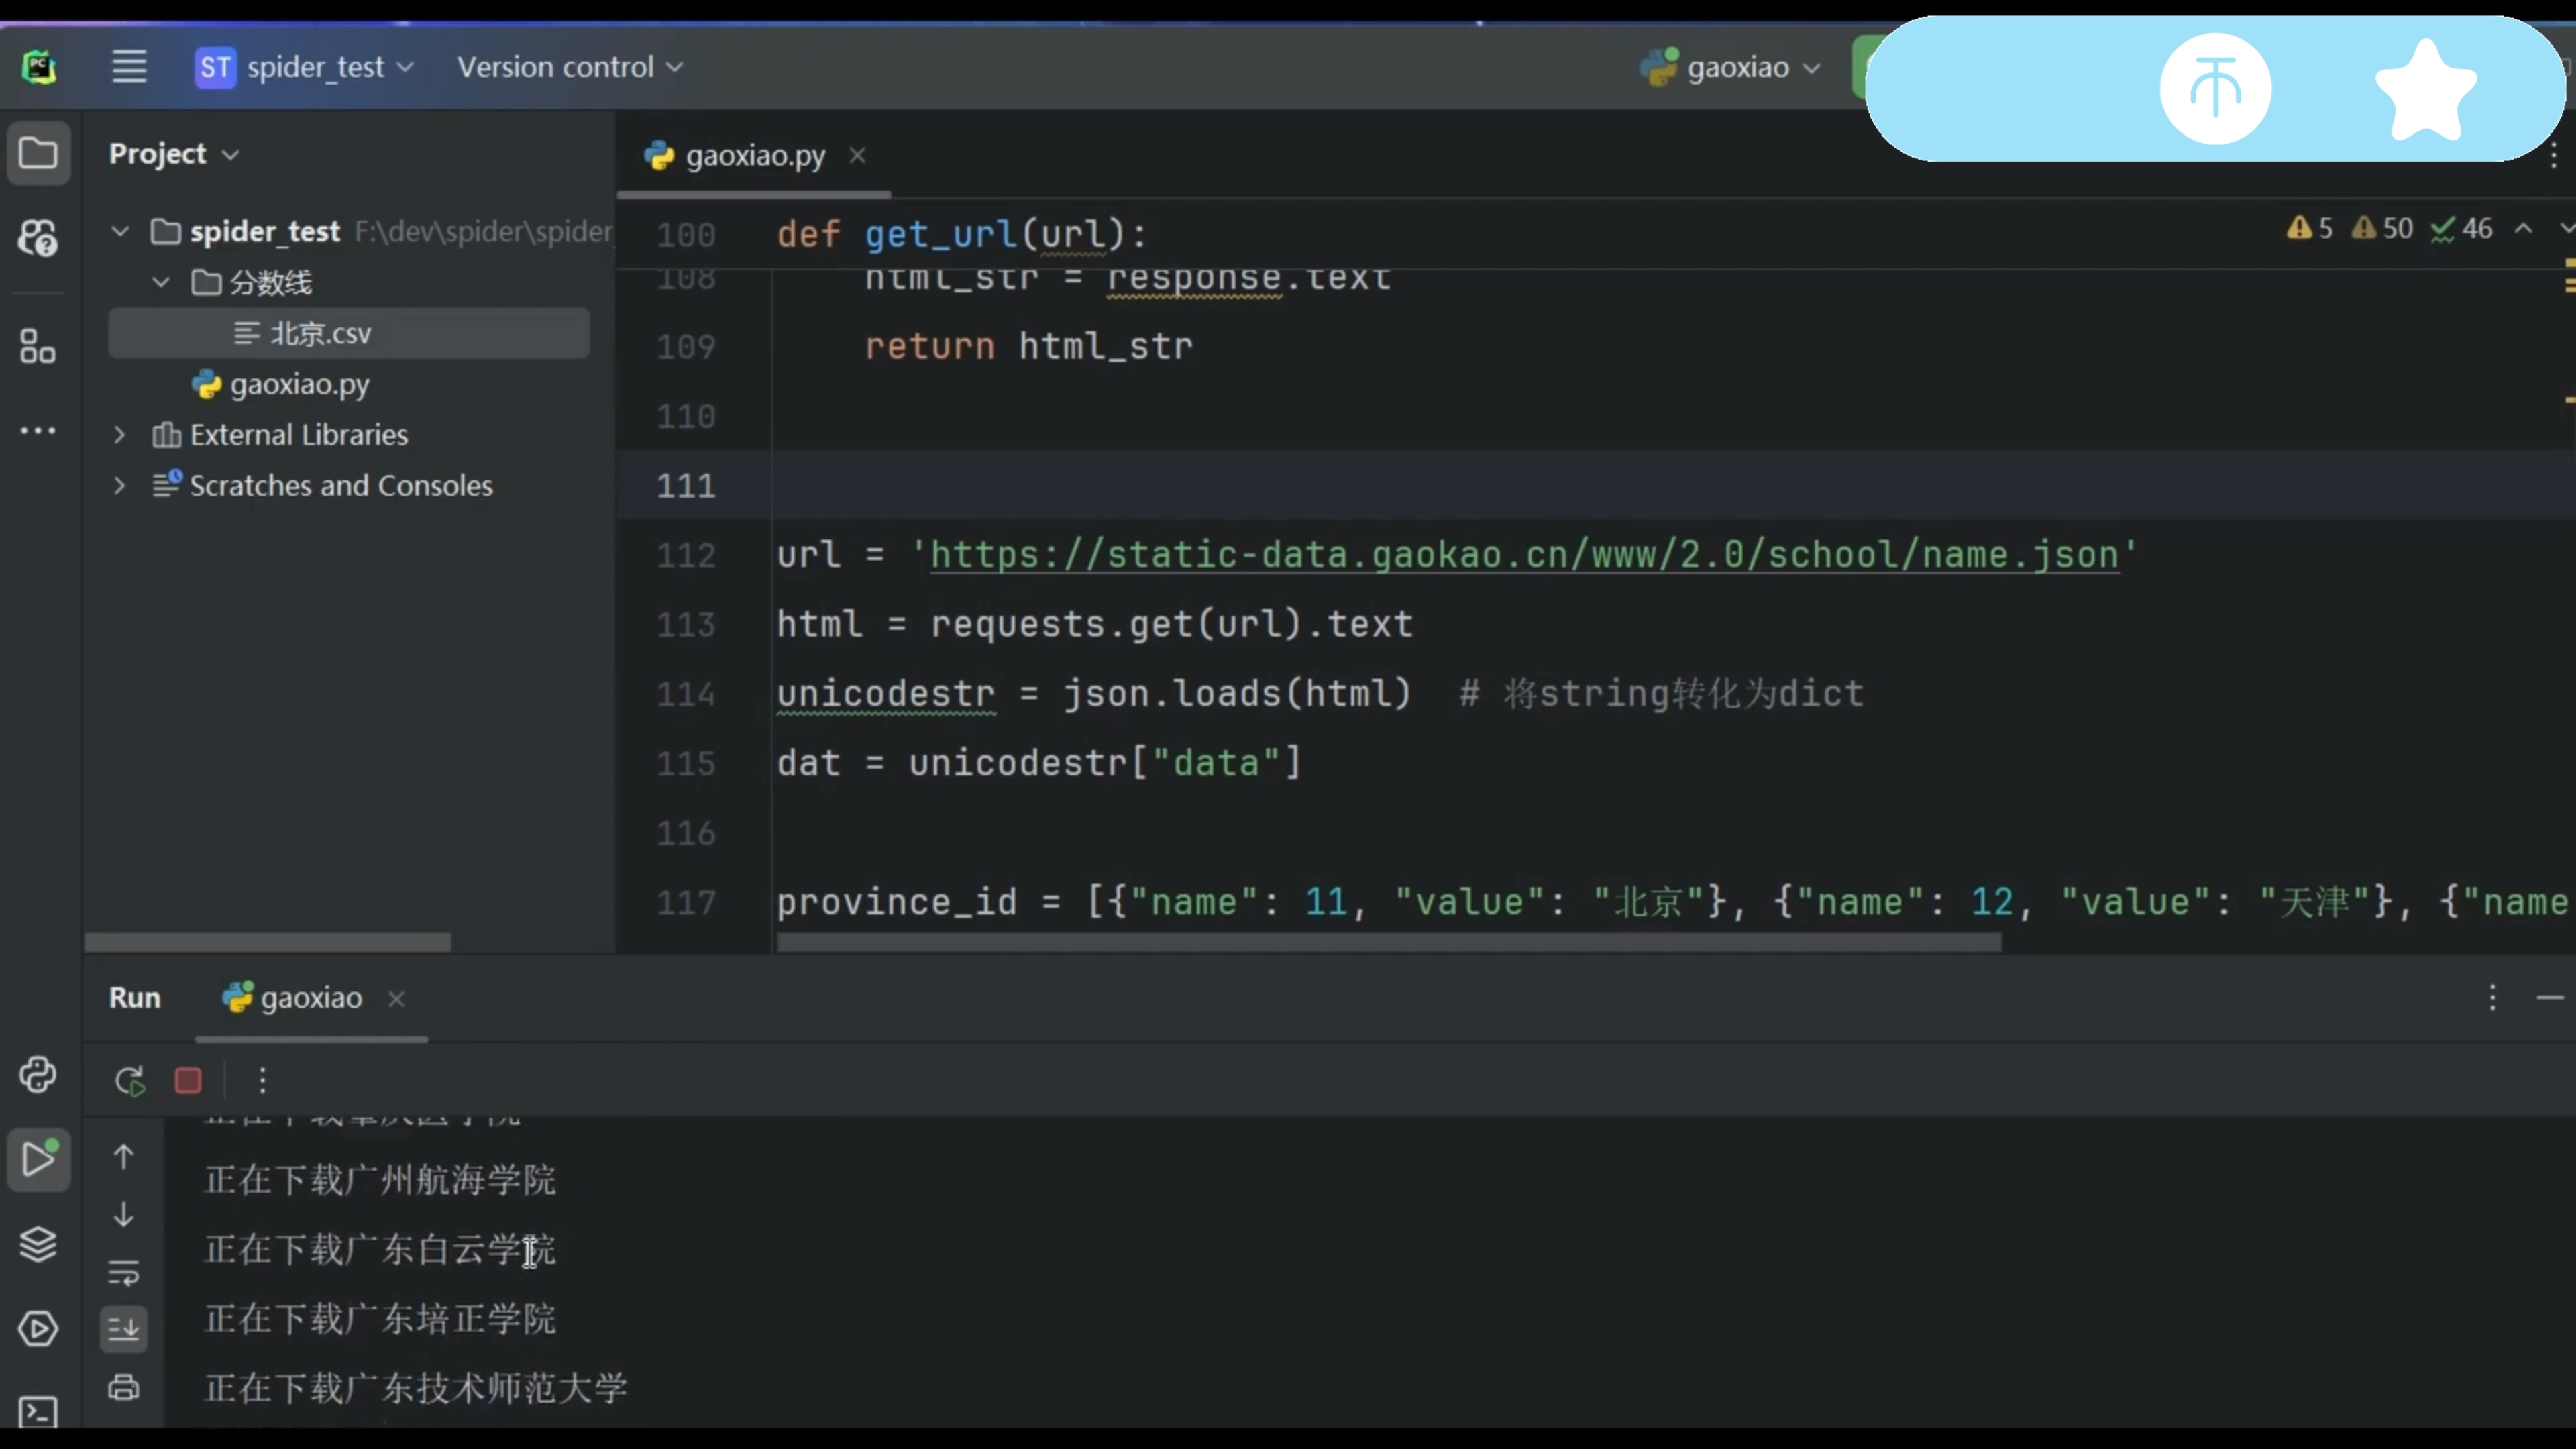 PC
ST spider_test Version control gaoxiao
Project
gaoxiao.py
spider_test F:\dev\spider\spider_
分数线
北京.csv
gaoxiao.py
External Libraries
Scratches and Consoles
100 def get_url(url):
5 50 46
108 html_str = response.text
109 return html_str
110
111
112 url = 'https://static-data.gaokao.cn/www/2.0/school/name.json'
113 html = requests.get(url).text
114 unicodestr = json.loads(html) # 将string转化为dict
115 dat = unicodestr["data"]
116
117 province_id = [{"name": 11, "value": "北京"}, {"name": 12, "value": "天津"}, {"name
Run gaoxiao
正在下载广州航海学院
正在下载广东白云学院
正在下载广东培正学院
正在下载广东技术师范大学